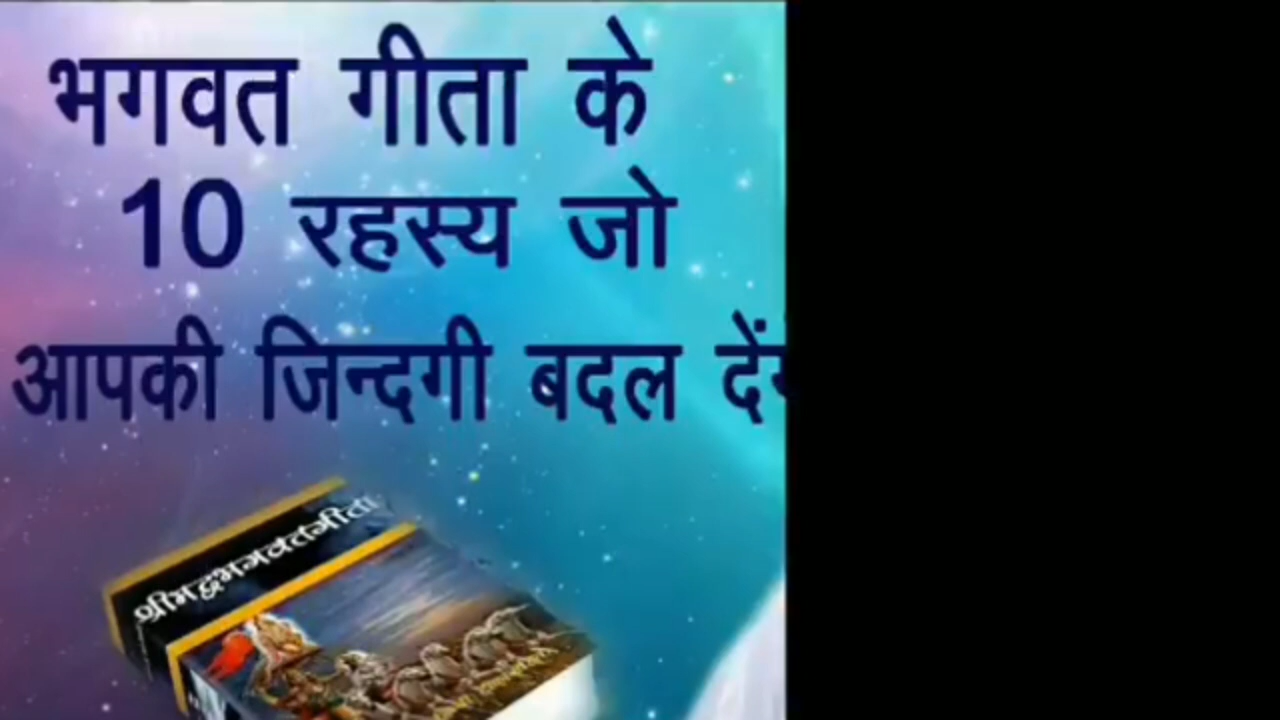 भगवत गीता के
10 रहस्य जो
आपकी जिन्दगी बदल
श्रीमद्भगवतगीता